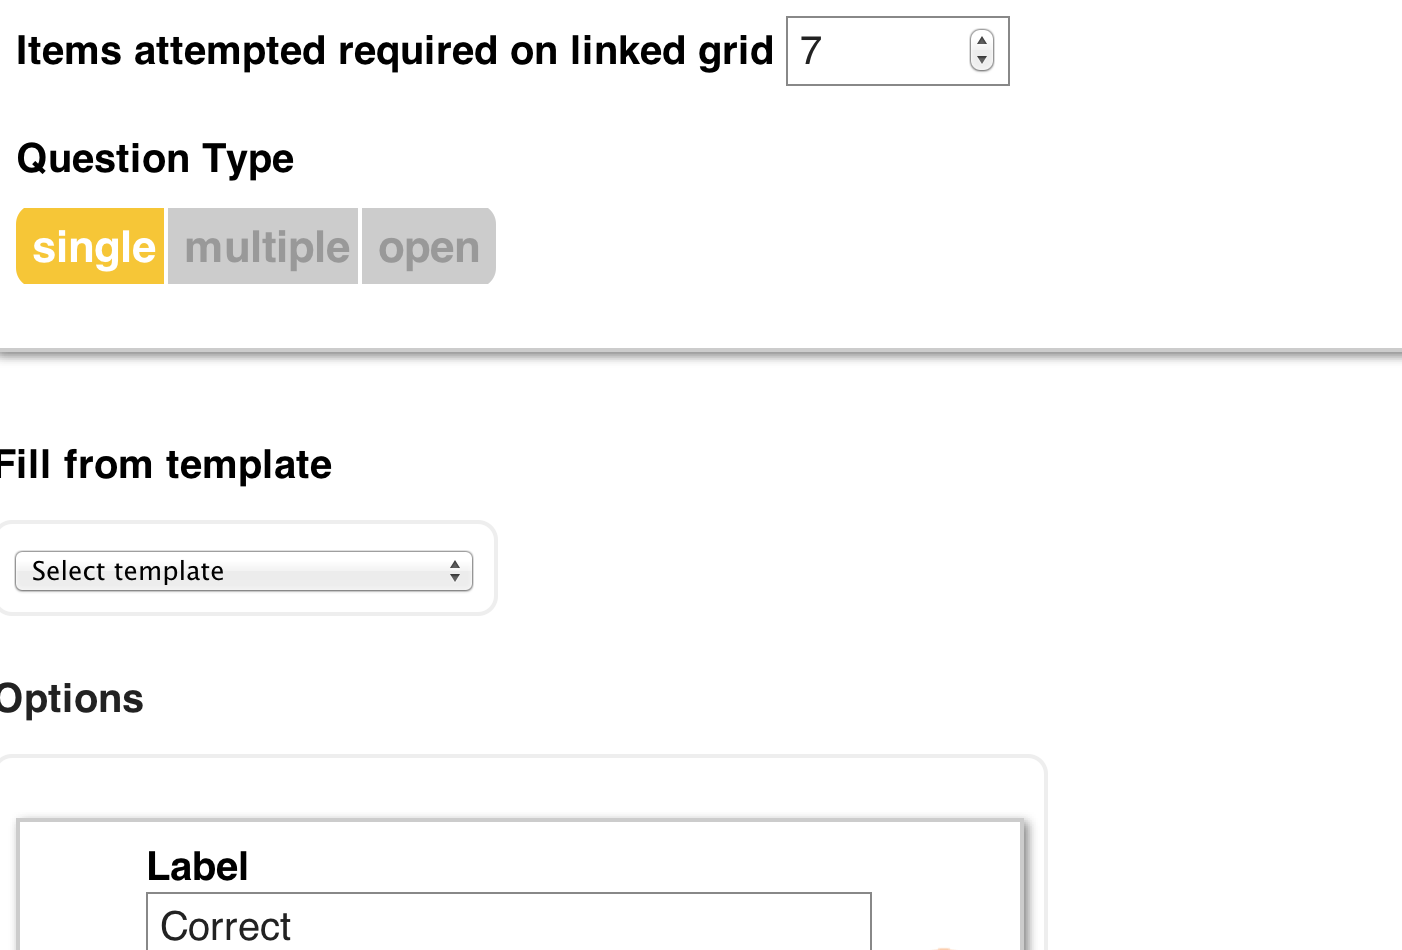 Items attempted required on linked grid 7
Question Type
single multiple open
Fill from template
Select template
Options
Label
Correct